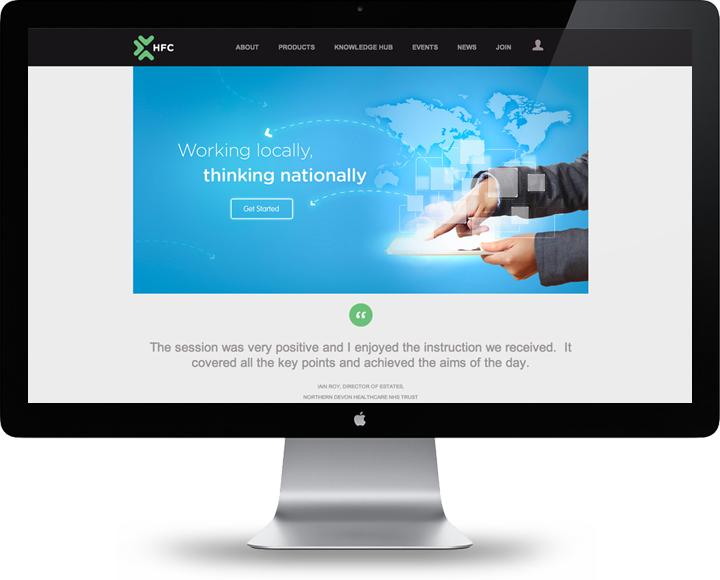 HFC
ABOUT PRODUCTS KNOWLEDGE HUB EVENTS NEWS JOIN
Working locally,
thinking nationally
Get Started
“
The session was very positive and I enjoyed the instruction we received. It
covered all the key points and achieved the aims of the day.
IAIN ROY, DIRECTOR OF ESTATES,
NORTHERN DEVON HEALTHCARE NHS TRUST